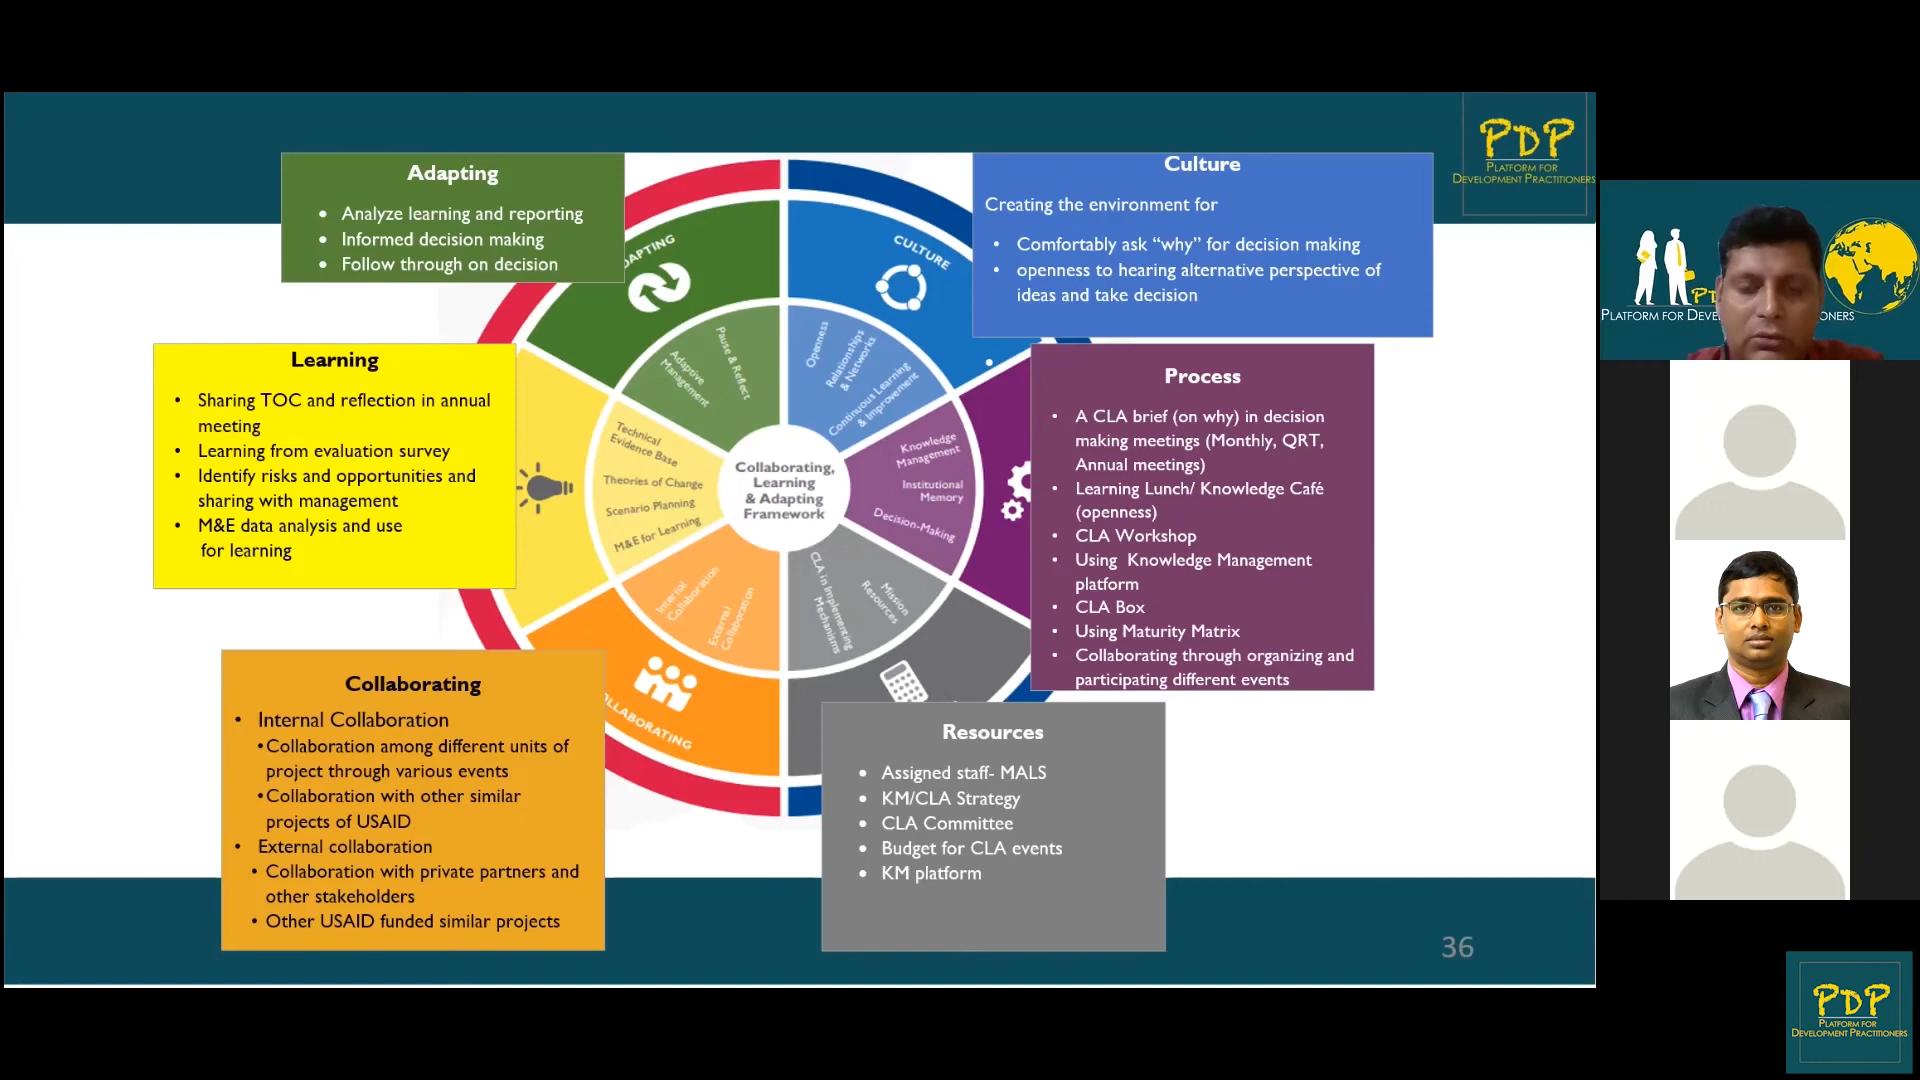 PDP
PLATFORM FOR
DEVELOPMENT PRACTITIONERS
Adapting
• Analyze learning and reporting
• Informed decision making
• Follow through on decision
Culture
Creating the environment for
• Comfortably ask “why” for decision making
• openness to hearing alternative perspective of
ideas and take decision
Learning
• Sharing TOC and reflection in annual
meeting
• Learning from evaluation survey
• Identify risks and opportunities and
sharing with management
• M&E data analysis and use
for learning
Process
• A CLA brief (on why) in decision
making meetings (Monthly, QRT,
Annual meetings)
• Learning Lunch/ Knowledge Café
(openness)
• CLA Workshop
• Using Knowledge Management
platform
• CLA Box
• Using Maturity Matrix
• Collaborating through organizing and
participating different events
Collaborating
• Internal Collaboration
• Collaboration among different units of
project through various events
• Collaboration with other similar
projects of USAID
• External collaboration
• Collaboration with private partners and
other stakeholders
• Other USAID funded similar projects
Resources
• Assigned staff- MALS
• KM/CLA Strategy
• CLA Committee
• Budget for CLA events
• KM platform
DAPTING
CULTURE
LLABORATING
Adaptive
Management
Pause & Reflect
Openness
Relationships
& Networks
Continuous Learning
& Improvement
Technical
Evidence Base
Theories of Change
Scenario Planning
M&E for Learning
Collaborating,
Learning
& Adapting
Framework
Knowledge
Management
Institutional
Memory
Decision-Making
Internal
Collaboration
External
Collaboration
CLA in Implementing
Mechanisms
Mission
Resources
36
PLATFORM FOR DEVE
IONERS
PDP
PLATFORM FOR
DEVELOPMENT PRACTITIONERS